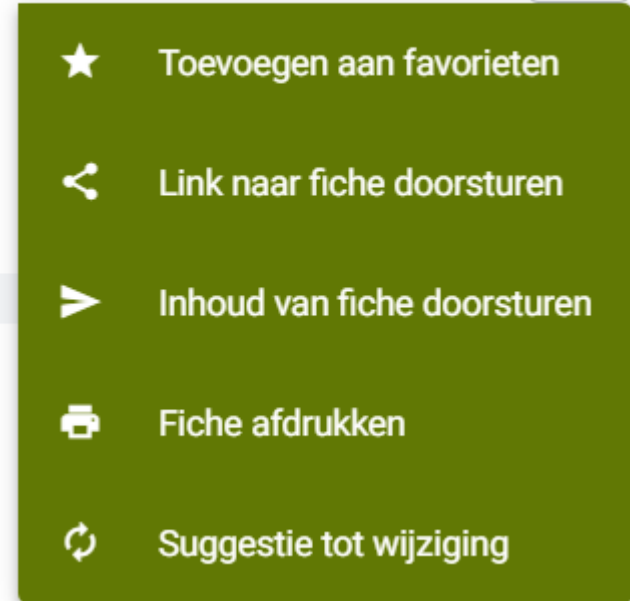 Toevoegen aan favorieten
Link naar fiche doorsturen
Inhoud van fiche doorsturen
Fiche afdrukken
Suggestie tot wijziging